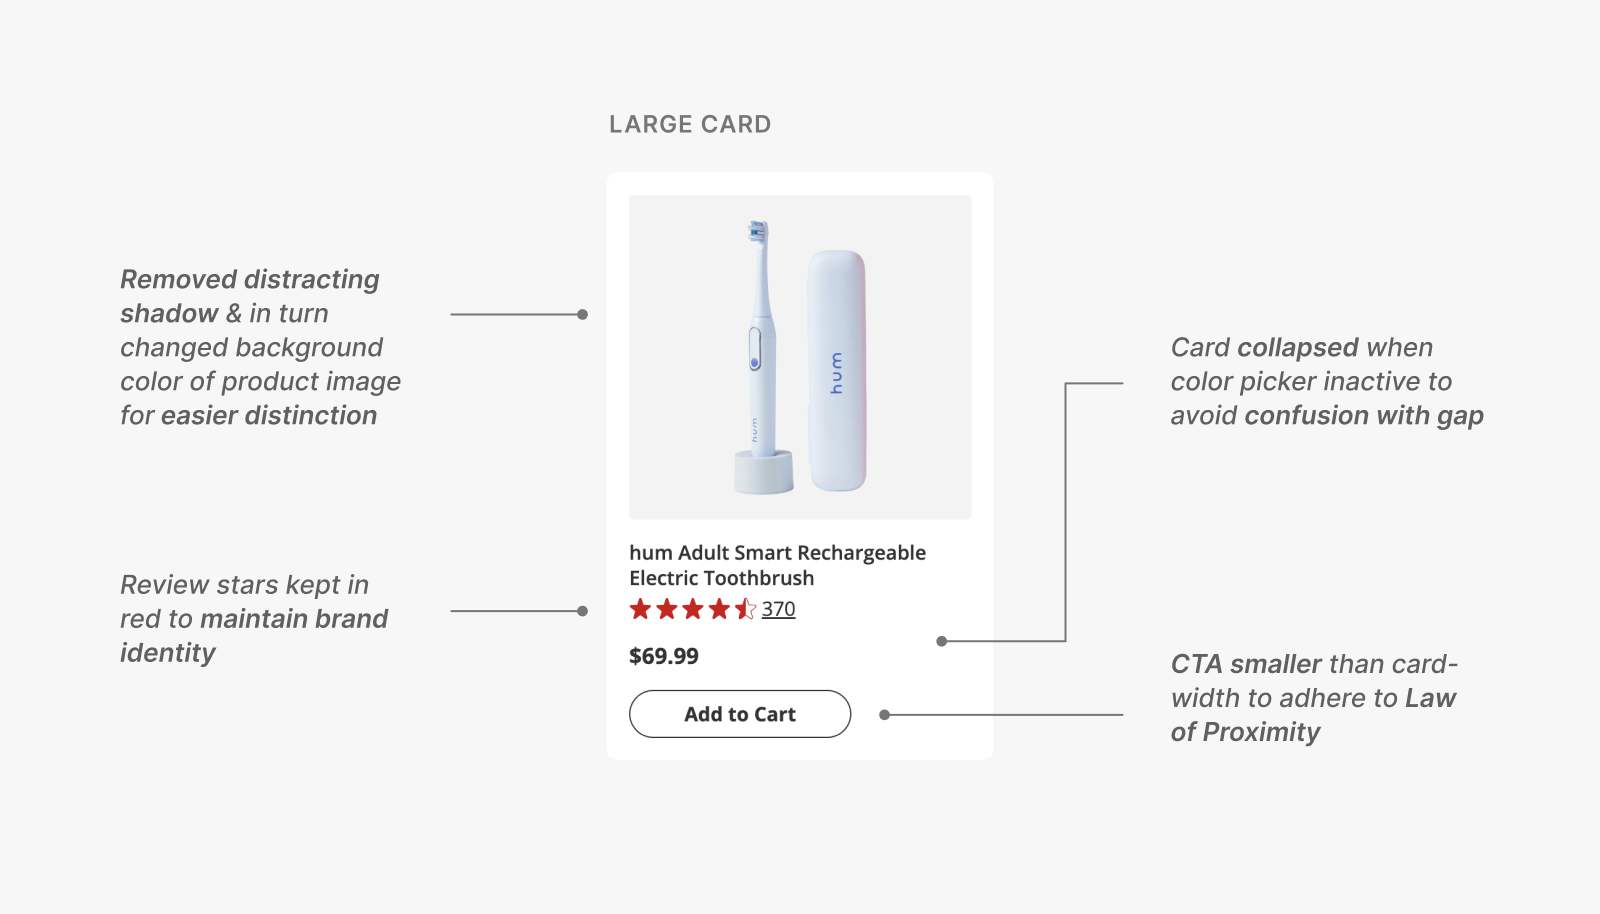 LARGE CARD
Removed distracting
shadow & in turn
changed background
color of product image
for easier distinction
Review stars kept in
red to maintain brand
identity
hum
hum
hum Adult Smart Rechargeable
Electric Toothbrush
370
$69.99
Add to Cart
Card collapsed when
color picker inactive to
avoid confusion with gap
CTA smaller than card-
width to adhere to Law
of Proximity